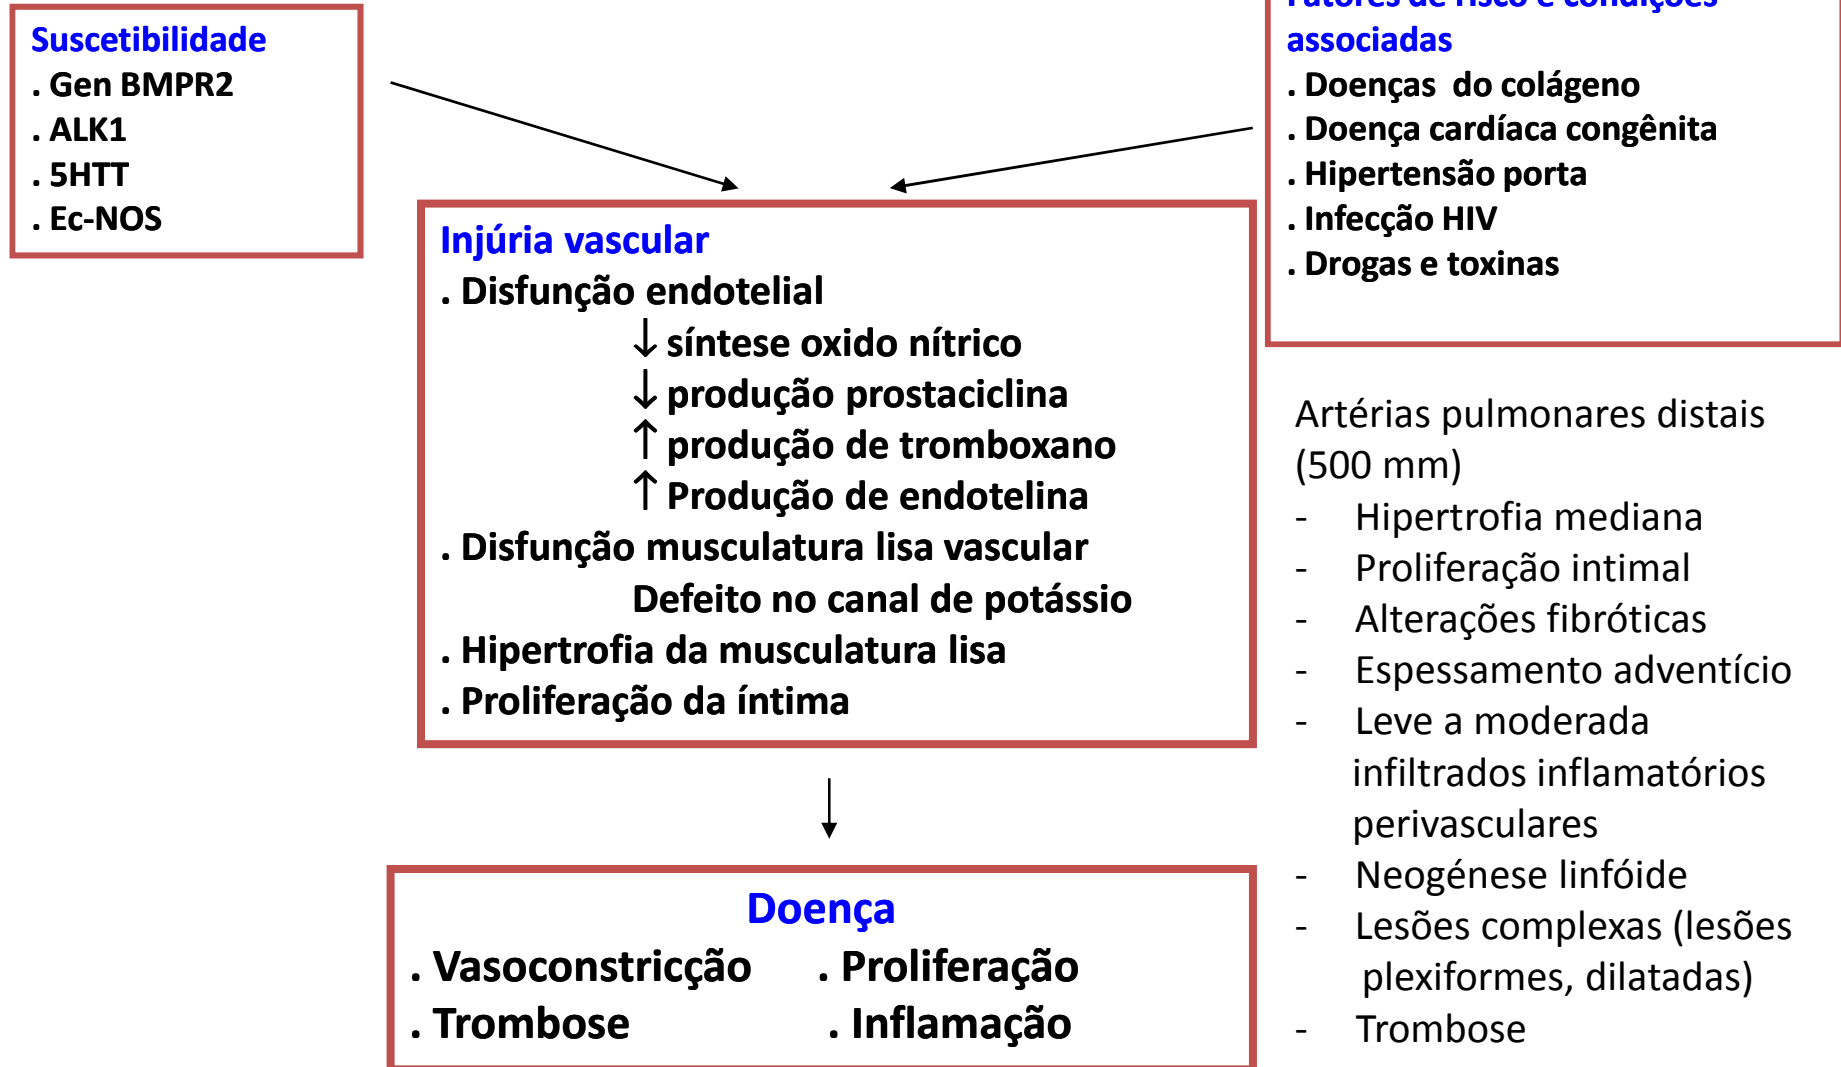 Suscetibilidade
. Gen BMPR2
. ALK1
. 5HTT
. Ec-NOS
Fatores de risco e condições
associadas
. Doenças do colágeno
. Doença cardíaca congênita
. Hipertensão porta
. Infecção HIV
. Drogas e toxinas
Injúria vascular
. Disfunção endotelial
↓ síntese oxido nítrico
↓ produção prostaciclina
↑ produção de tromboxano
↑ Produção de endotelina
. Disfunção musculatura lisa vascular
Defeito no canal de potássio
. Hipertrofia da musculatura lisa
. Proliferação da íntima
Artérias pulmonares distais
(500 mm)
- Hipertrofia mediana
- Proliferação intimal
- Alterações fibróticas
- Espessamento adventício
- Leve a moderada
infiltrados inflamatórios
perivasculares
- Neogénese linfóide
- Lesões complexas (lesões
plexiformes, dilatadas)
- Trombose
Doença
. Vasoconstricção . Proliferação
. Trombose . Inflamação